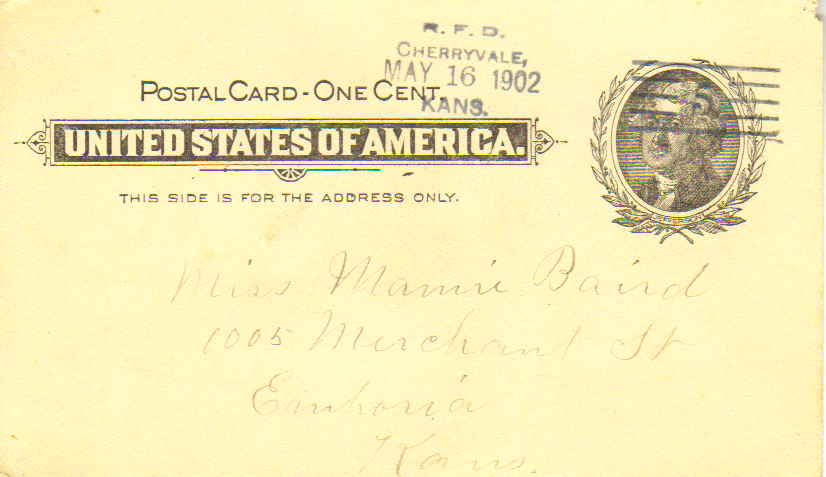 R. F. D.
CHERRYVALE,
MAY 16 1902
KANS.
POSTAL CARD - ONE CENT.
UNITED STATES OF AMERICA.
THIS SIDE IS FOR THE ADDRESS ONLY.
5
Miss Mamie Baird
1005 Merchant St
Emporia
Kans.